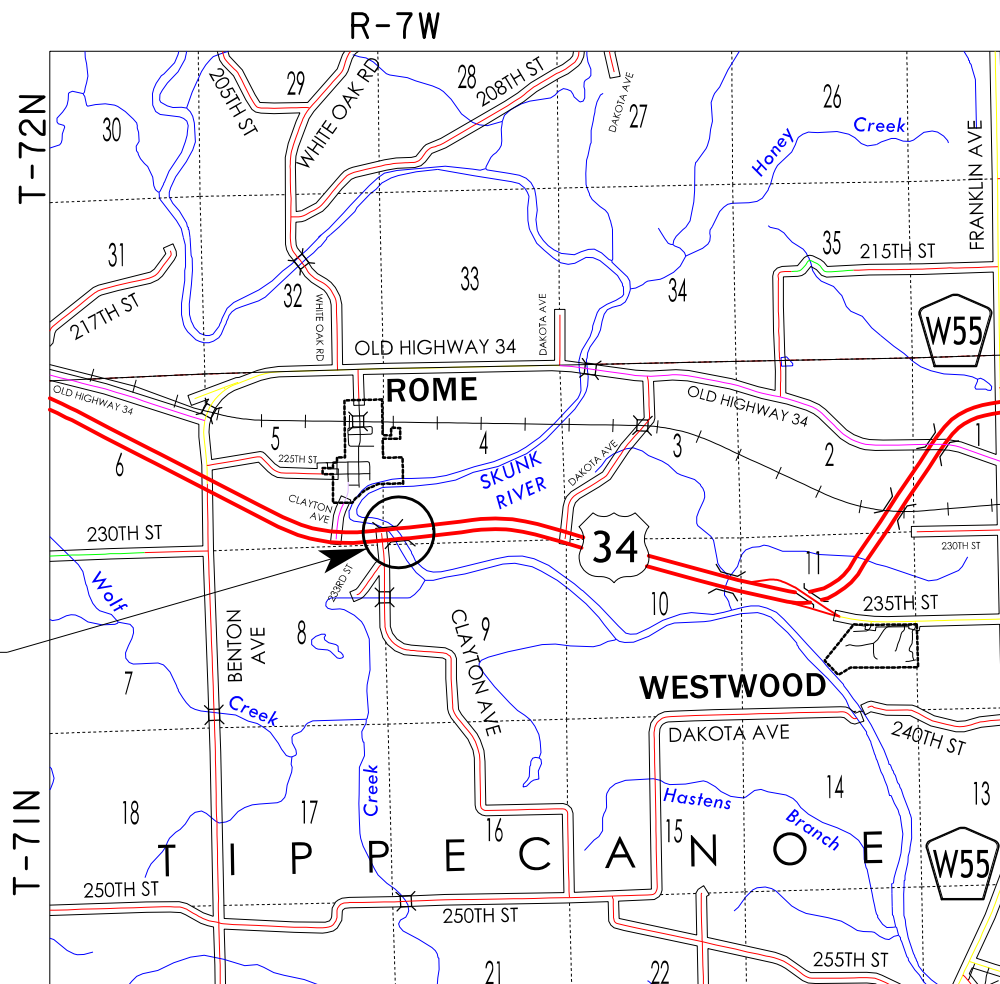 R-7W
T-72N
29
28
27
26
30
205TH ST
WHITE OAK RD
208TH ST
DAKOTA AVE
Honey
Creek
FRANKLIN AVE
31
32
33
34
35
215TH ST
217TH ST
WHITE OAK RD
DAKOTA AVE
W55
OLD HIGHWAY 34
OLD HIGHWAY 34
OLD HIGHWAY 34
ROME
6
5
4
3
2
1
225TH ST
DAKOTA AVE
SKUNK
RIVER
CLAYTON
AVE
230TH ST
34
11
230TH ST
233RD ST
Wolf
10
235TH ST
BENTON
AVE
8
9
CLAYTON AVE
7
WESTWOOD
Creek
DAKOTA AVE
240TH ST
T-71N
18
17
Creek
16
Hastens
Branch
15
14
13
TIPPECANOE
W55
250TH ST
250TH ST
255TH ST
21
22